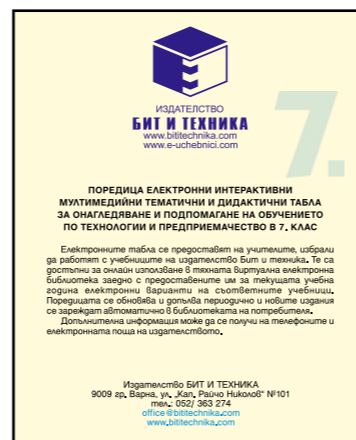 7.
ИЗДАТЕЛСТВО
БИТ И ТЕХНИКА
www.bititechnika.com
www.e-uchebnici.com
ПОРЕДИЦА ЕЛЕКТРОННИ ИНТЕРАКТИВНИ
МУЛТИМЕДИЙНИ ТЕМАТИЧНИ И ДИДАКТИЧНИ ТАБЛА
ЗА ОНАГЛЕДЯВАНЕ И ПОДПОМАГАНЕ НА ОБУЧЕНИЕТО
ПО ТЕХНОЛОГИИ И ПРЕДПРИЕМАЧЕСТВО В 7. КЛАС
Електронните табла се предоставят на учителите, избрали
да работят с учебниците на издателство Бит и техника. Те са
достъпни за онлайн използване в тяхната виртуална електронна
библиотека заедно с предоставените им за текущата учебна
година електронни варианти на съответните учебници.
Поредицата се обновява и допълва периодично и новите издания
се зареждат автоматично в библиотеката на потребителя.
Допълнителна информация може да се получи на телефоните и
електронната поща на издателството.
Издателство БИТ И ТЕХНИКА
9009 гр. Варна, ул. „Кап. Райчо Николов" №101
тел.: 052/ 363 274
office@bititechnika.com
www.bititechnika.com